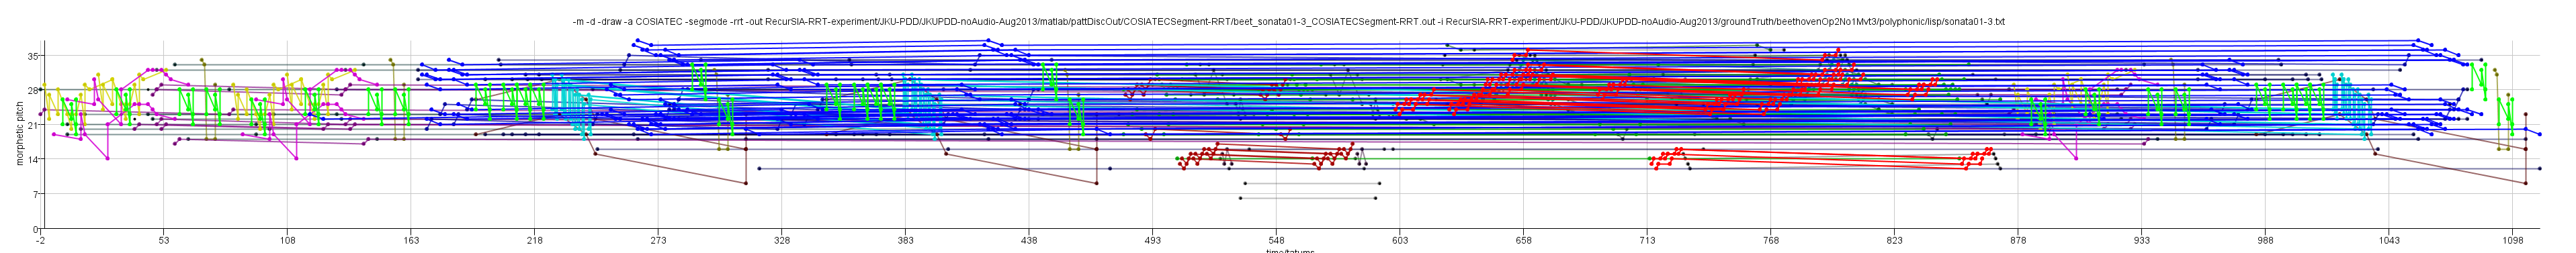 -m -d -draw -a COSIATEC -segmode -rrt -out RecurSIA-RRT-experiment/JKU-PDD/JKUPDD-noAudio-Aug2013/matlab/pattDiscOut/COSIATECSegment-RRT/beet_sonata01-3_COSIATECSegment-RRT.out -i RecurSIA-RRT-experiment/JKU-PDD/JKUPDD-noAudio-Aug2013/groundTruth/beethovenOp2No1Mvt3/polyphonic/lisp/sonata01-3.txt
morphetic pitch
35
28
21
14
7
0
-2 53 108 163 218 273 328 383 438 493 548 603 658 713 768 823 878 933 988 1043 1098
time/tatums